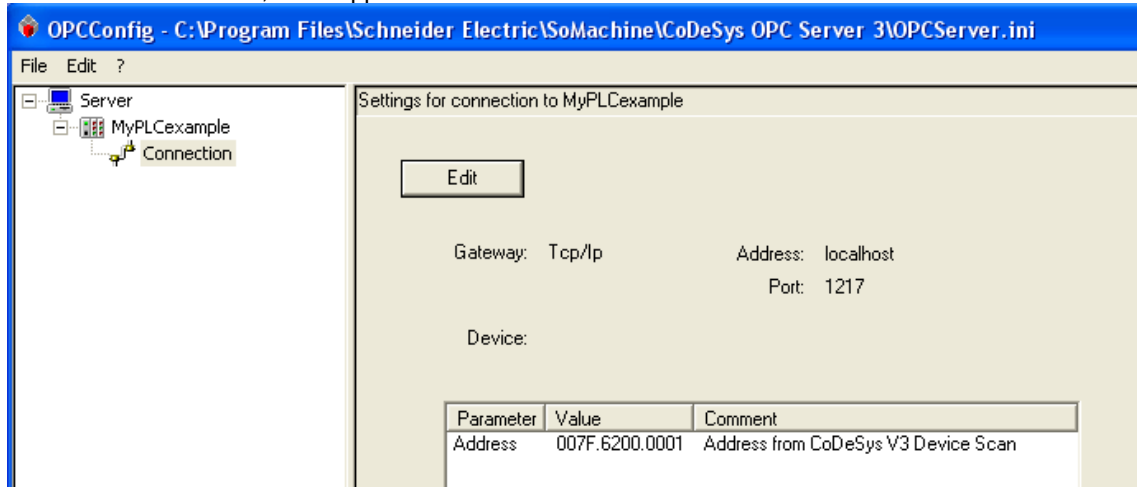 OPCConfig - C:\Program Files\Schneider Electric\SoMachine\CoDeSys OPC Server 3\OPCServer.ini
File Edit ?
Server
MyPLCexample
Connection
Settings for connection to MyPLCexample
Edit
Gateway: Tcp/Ip Address: localhost
Port: 1217
Device:
Parameter Value Comment
Address 007F.6200.0001 Address from CoDeSys V3 Device Scan